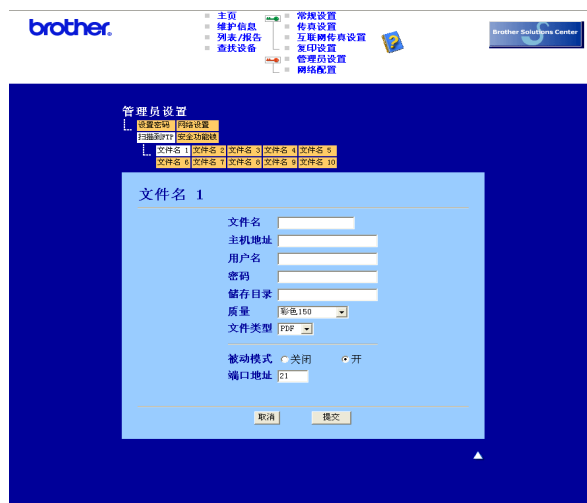 brother.
主页
维护信息
列表/报告
查找设备
常规设置
传真设置
互联网传真设置
复印设置
管理员设置
网络配置
Brother Solutions Center
管理员设置
设置密码 网络设置
扫描到FTP 安全功能锁
文件名 1 文件名 2 文件名 3 文件名 4 文件名 5
文件名 6 文件名 7 文件名 8 文件名 9 文件名 10
文件名 1
文件名
主机地址
用户名
密码
储存目录
质量 彩色150
文件类型 PDF
被动模式 关闭 开
端口地址 21
取消 提交